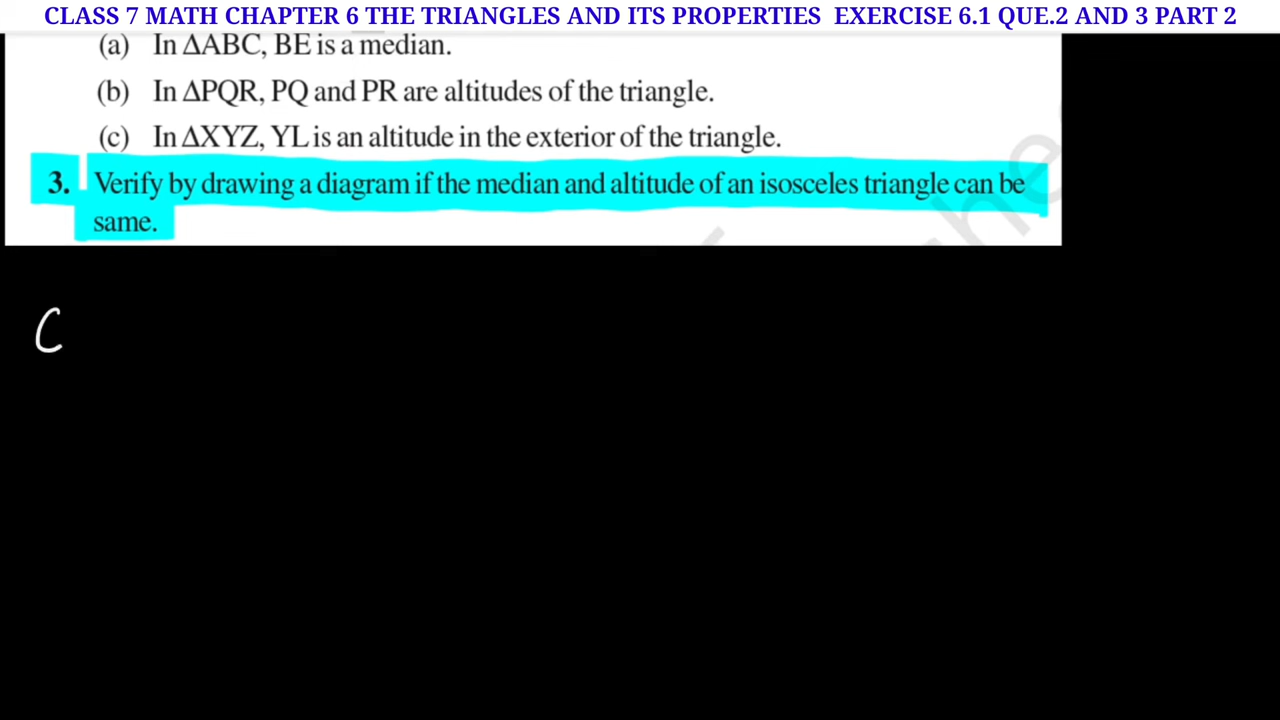 CLASS 7 MATH CHAPTER 6 THE TRIANGLES AND ITS PROPERTIES  EXERCISE 6.1 QUE.2 AND 3 PART 2
(a) In ΔABC, BE is a median.
(b) In ΔPQR, PQ and PR are altitudes of the triangle.
(c) In ΔXYZ, YL is an altitude in the exterior of the triangle.
3. Verify by drawing a diagram if the median and altitude of an isosceles triangle can be
same.
C